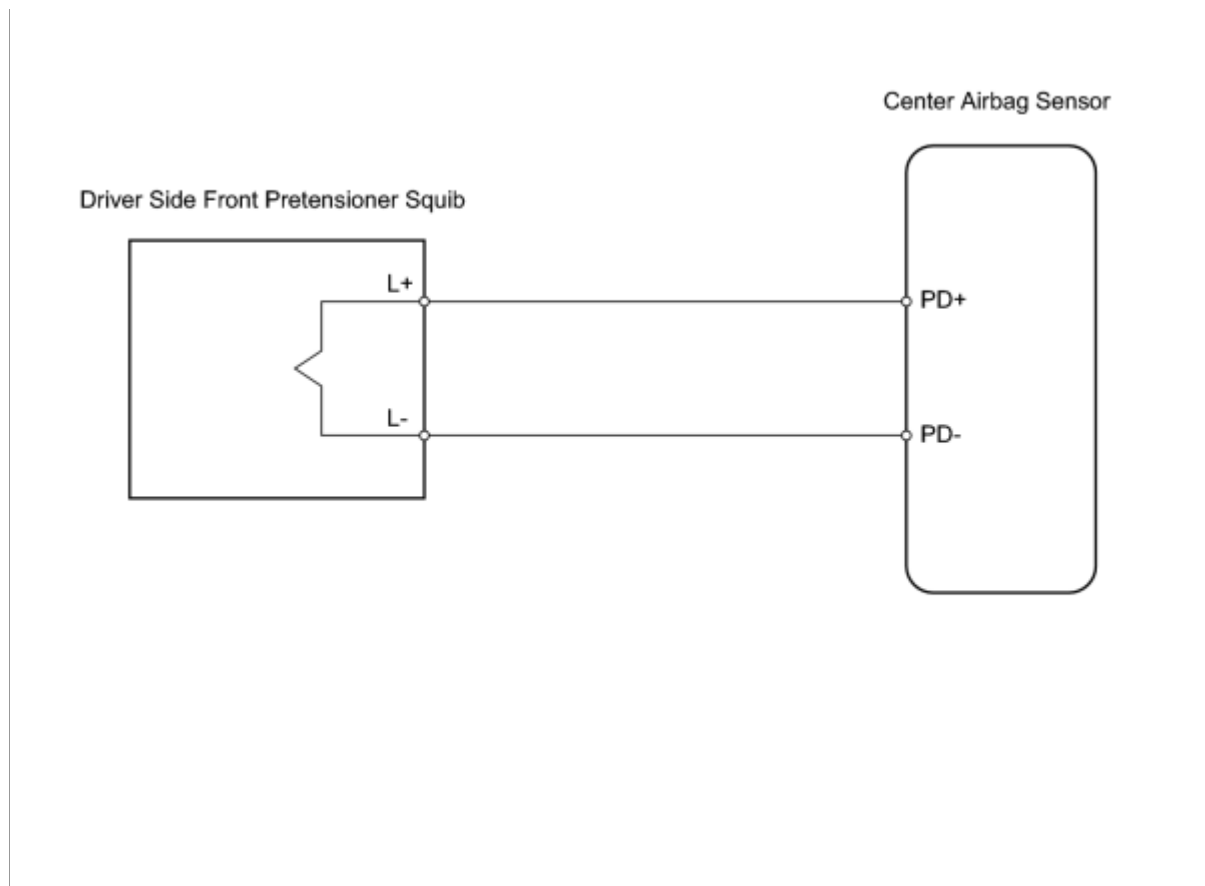 Center Airbag Sensor
Driver Side Front Pretensioner Squib
L+
PD+
L-
PD-